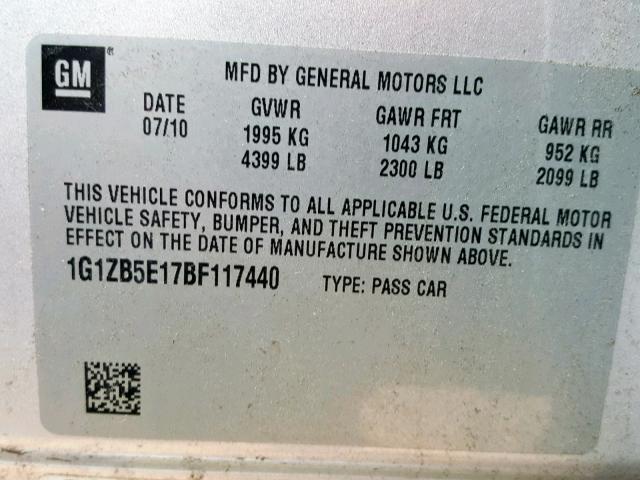 GM
MFD BY GENERAL MOTORS LLC
DATE GVWR GAWR FRT GAWR RR
07/10 1995 KG 1043 KG 952 KG
4399 LB 2300 LB 2099 LB
THIS VEHICLE CONFORMS TO ALL APPLICABLE U.S. FEDERAL MOTOR
VEHICLE SAFETY, BUMPER, AND THEFT PREVENTION STANDARDS IN
EFFECT ON THE DATE OF MANUFACTURE SHOWN ABOVE.
1G1ZB5E17BF117440 TYPE: PASS CAR